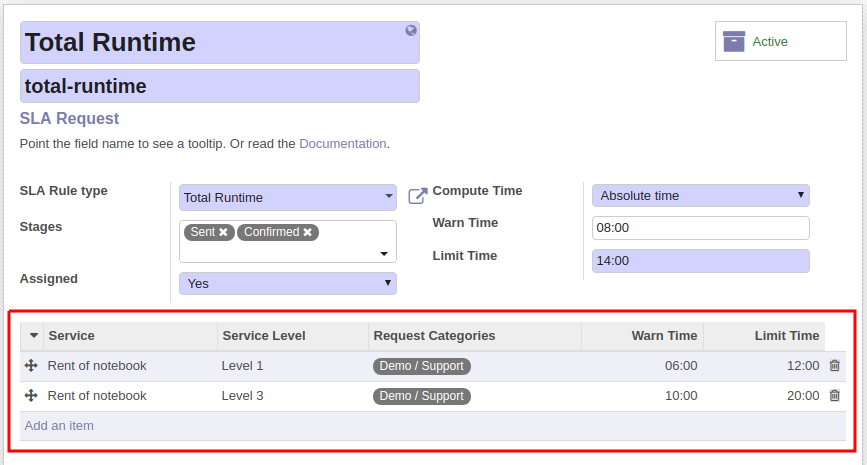 Total Runtime
Active
total-runtime
SLA Request
Point the field name to see a tooltip. Or read the Documentation.
SLA Rule type Total Runtime
Compute Time Absolute time
Stages Sent Confirmed
Warn Time 08:00
Limit Time 14:00
Assigned Yes
Service Service Level Request Categories Warn Time Limit Time
Rent of notebook Level 1 Demo / Support 06:00 12:00
Rent of notebook Level 3 Demo / Support 10:00 20:00
Add an item